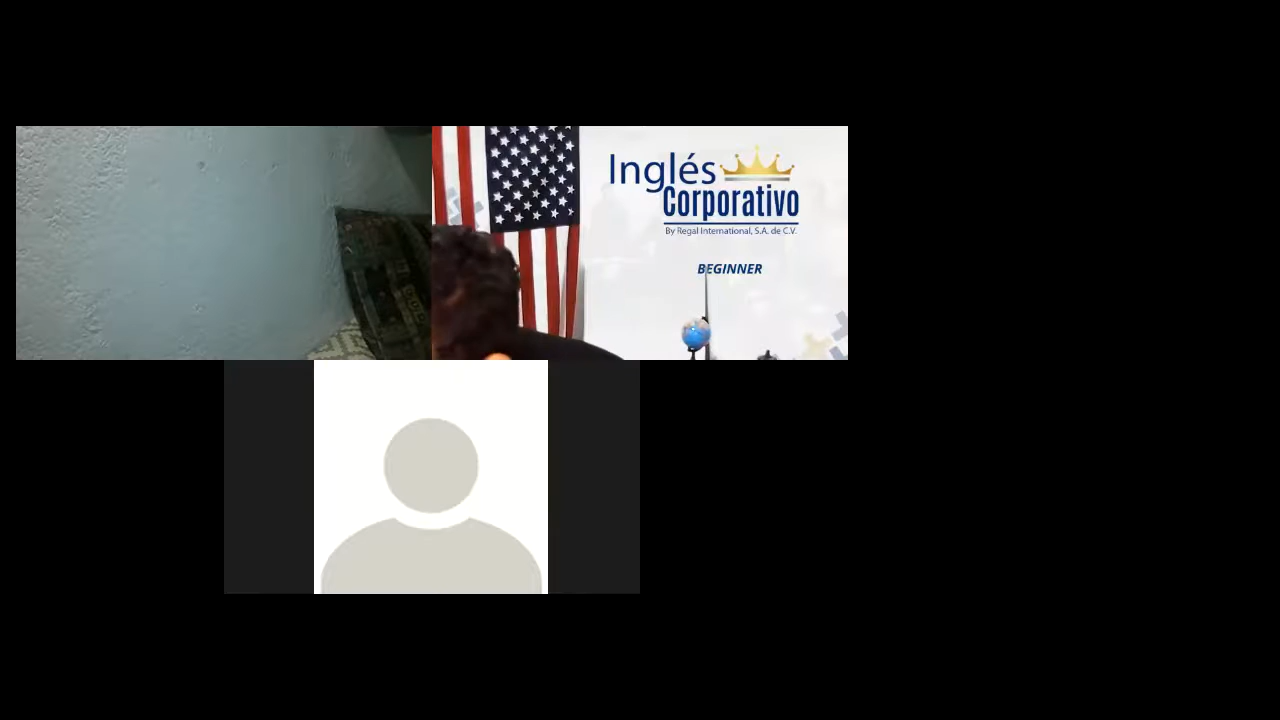 Inglés
Corporativo
By Regal International, S.A. de C.V.
BEGINNER